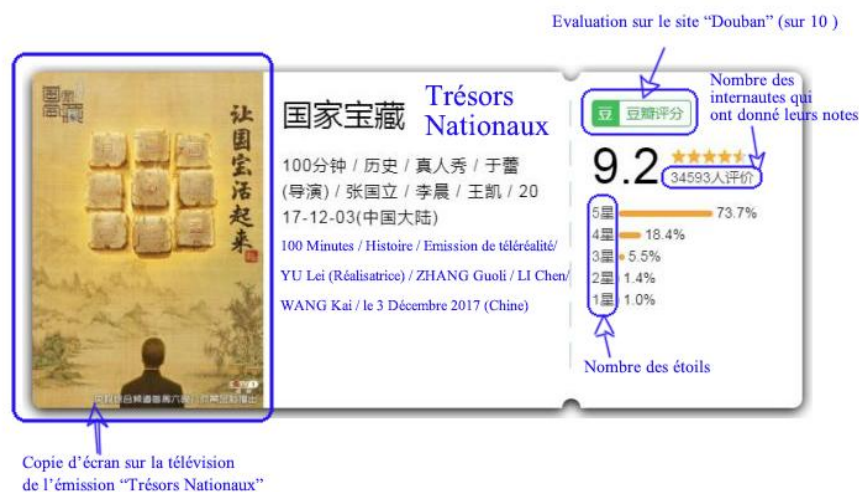 Evaluation sur le site “Douban” (sur 10 )
国家宝藏
让国宝活起来
国家宝藏
Trésors
Nationaux
100分钟 / 历史 / 真人秀 / 于蕾
(导演) / 张国立 / 李晨 / 王凯 / 20
17-12-03(中国大陆)
100 Minutes / Histoire / Emission de téléréalité/
YU Lei (Réalisatrice) / ZHANG Guoli / LI Chen/
WANG Kai / le 3 Décembre 2017 (Chine)
豆 豆瓣评分
Nombre des
internautes qui
ont donné leurs notes
9.2
34593人评价
5星 73.7%
4星 18.4%
3星 5.5%
2星 1.4%
1星 1.0%
Nombre des étoils
Copie d’écran sur la télévision
de l’émission “Trésors Nationaux”